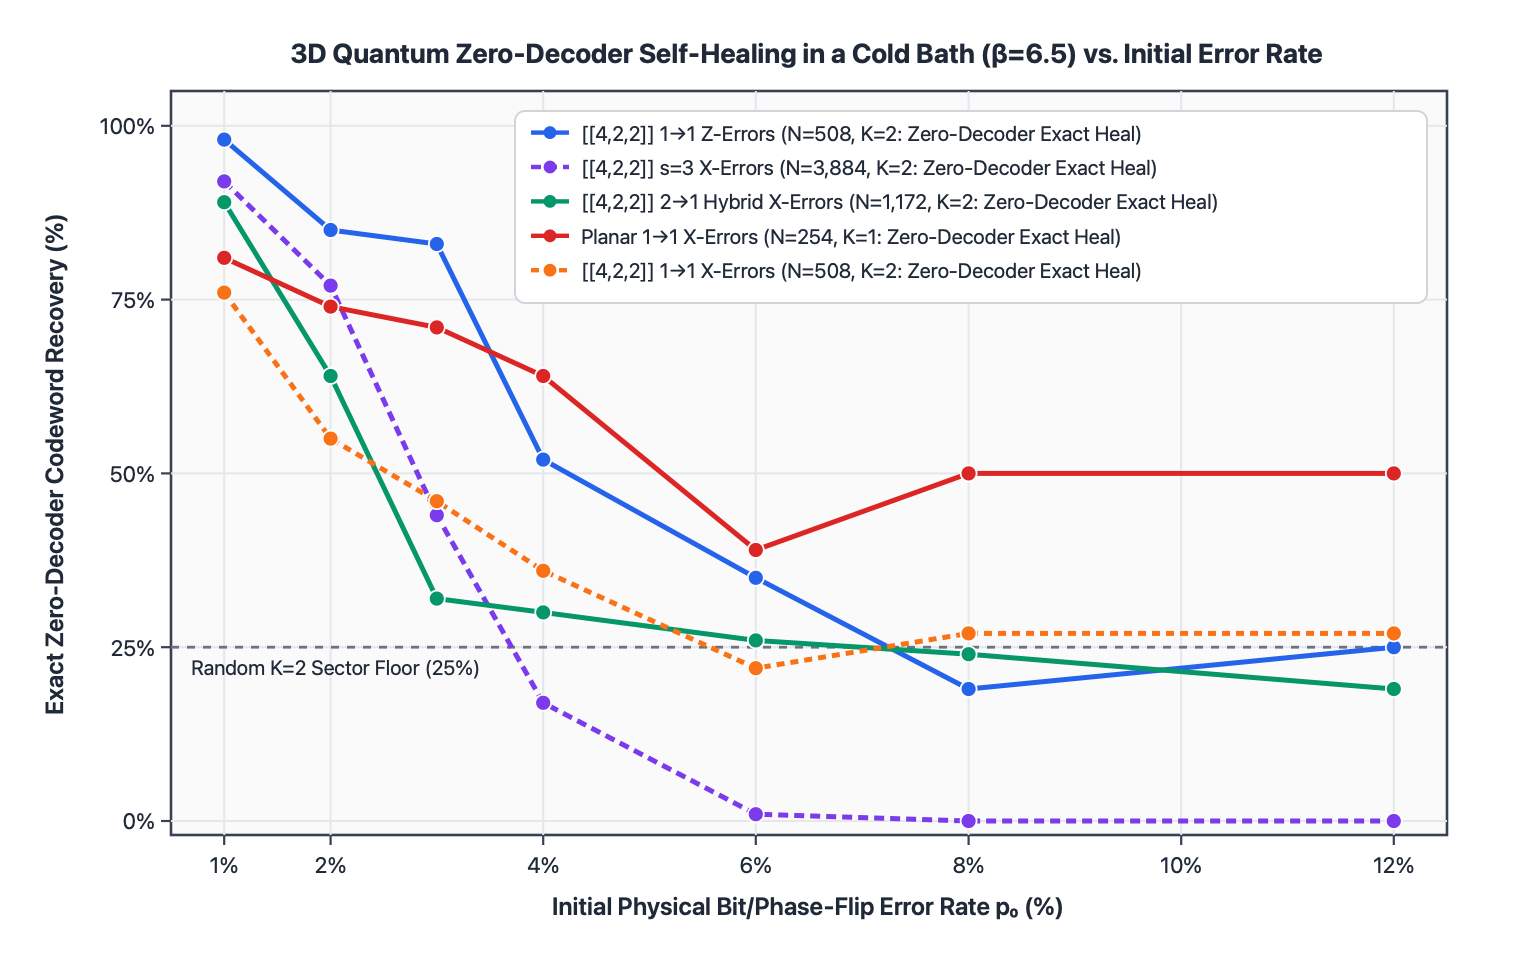 3D Quantum Zero-Decoder Self-Healing in a Cold Bath (β=6.5) vs. Initial Error Rate
[[4,2,2]] 1→1 Z-Errors (N=508, K=2: Zero-Decoder Exact Heal)
[[4,2,2]] s=3 X-Errors (N=3,884, K=2: Zero-Decoder Exact Heal)
[[4,2,2]] 2→1 Hybrid X-Errors (N=1,172, K=2: Zero-Decoder Exact Heal)
Planar 1→1 X-Errors (N=254, K=1: Zero-Decoder Exact Heal)
[[4,2,2]] 1→1 X-Errors (N=508, K=2: Zero-Decoder Exact Heal)
Exact Zero-Decoder Codeword Recovery (%)
100%
75%
50%
25%
0%
Random K=2 Sector Floor (25%)
1% 2% 4% 6% 8% 10% 12%
Initial Physical Bit/Phase-Flip Error Rate p₀ (%)